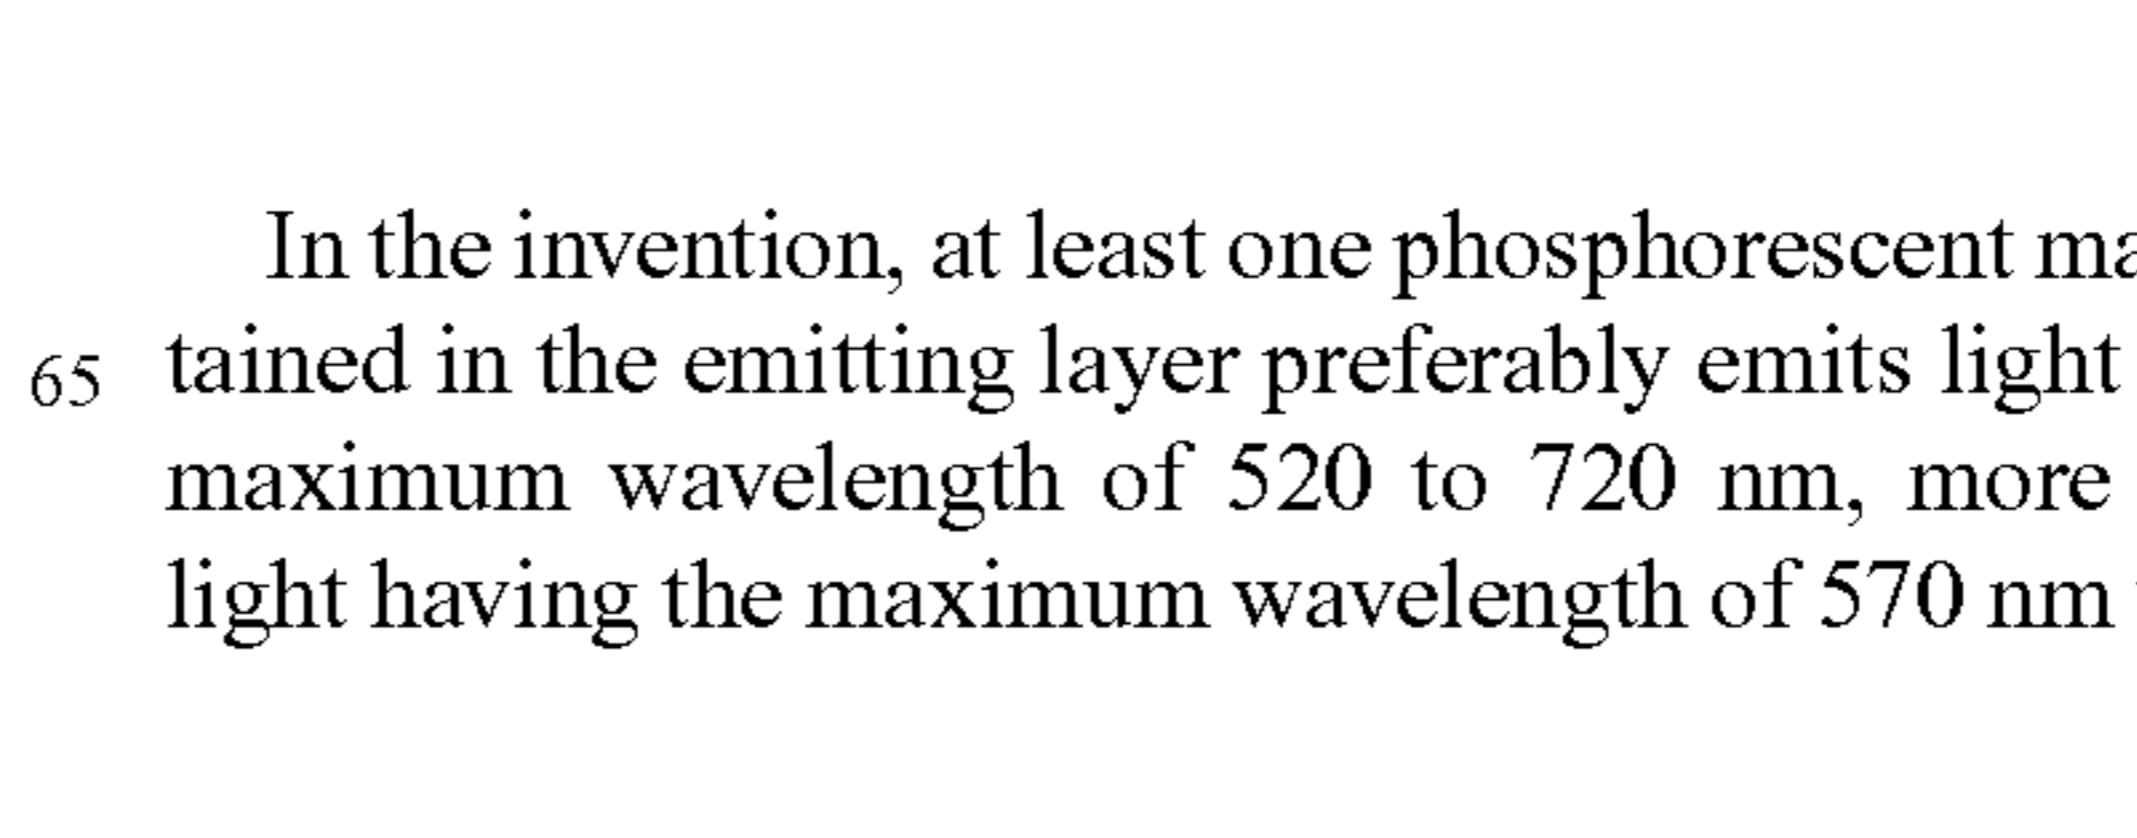 In the invention, at least one phosphorescent
65 tained in the emitting layer preferably emits light
maximum wavelength of 520 to 720 nm, more
light having the maximum wavelength of 570 nm